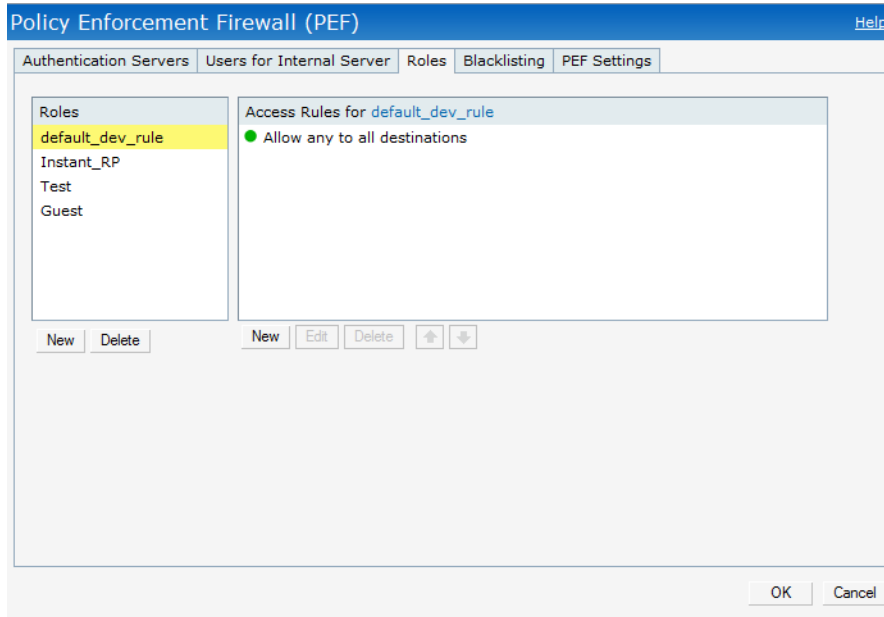 Policy Enforcement Firewall (PEF) Help
Authentication Servers Users for Internal Server Roles Blacklisting PEF Settings
Roles
default_dev_rule
Instant_RP
Test
Guest
New Delete
Access Rules for default_dev_rule
Allow any to all destinations
New Edit Delete
OK Cancel